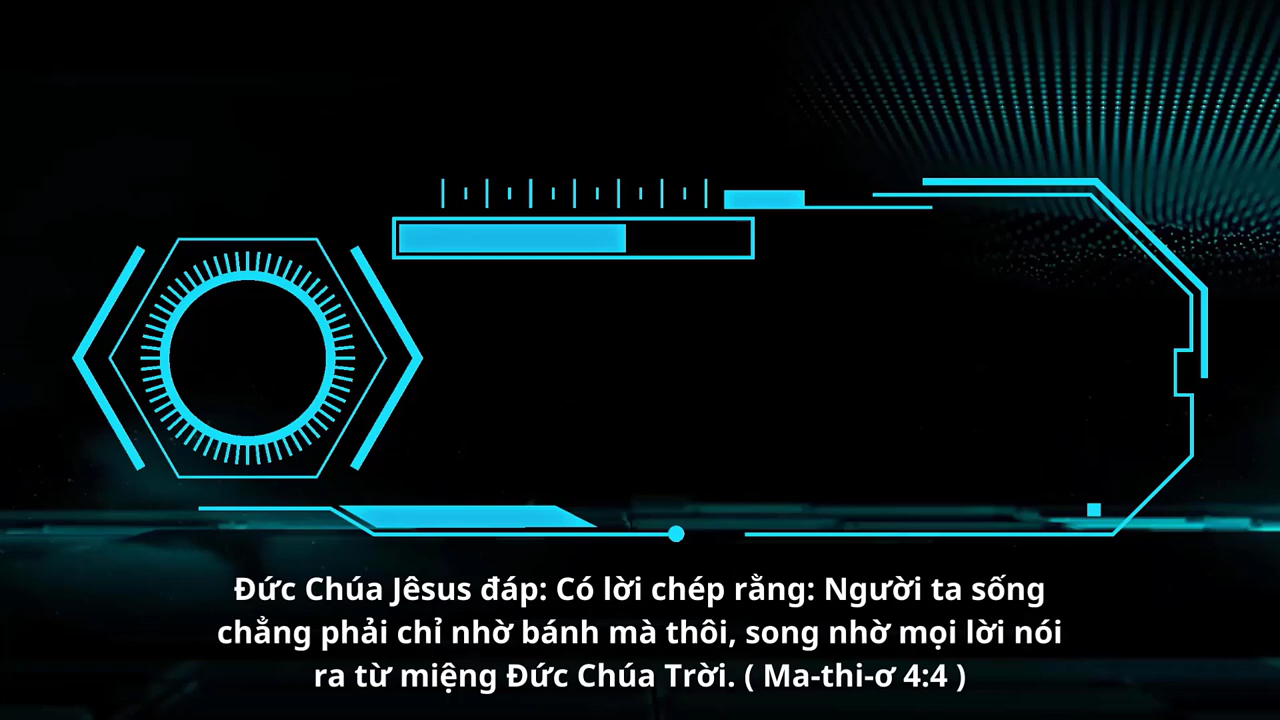 Đức Chúa Jêsus đáp: Có lời chép rằng: Người ta sống
chẳng phải chỉ nhờ bánh mà thôi, song nhờ mọi lời nói
ra từ miệng Đức Chúa Trời. ( Ma-thi-ơ 4:4 )